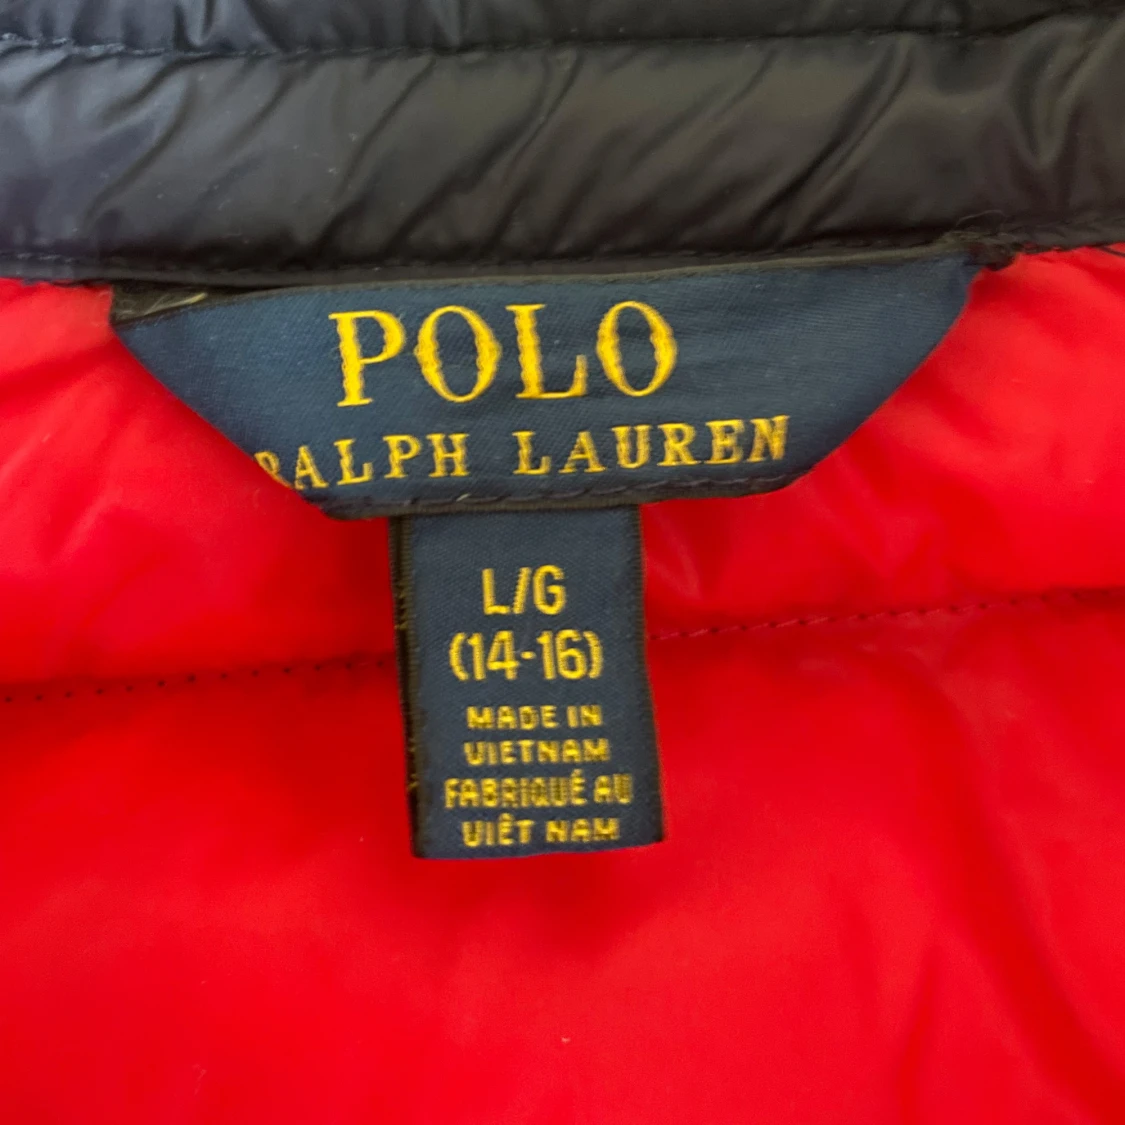 POLO
RALPH LAUREN
L/G
(14-16)
MADE IN
VIETNAM
FABRIQUÉ AU
VIÊT NAM